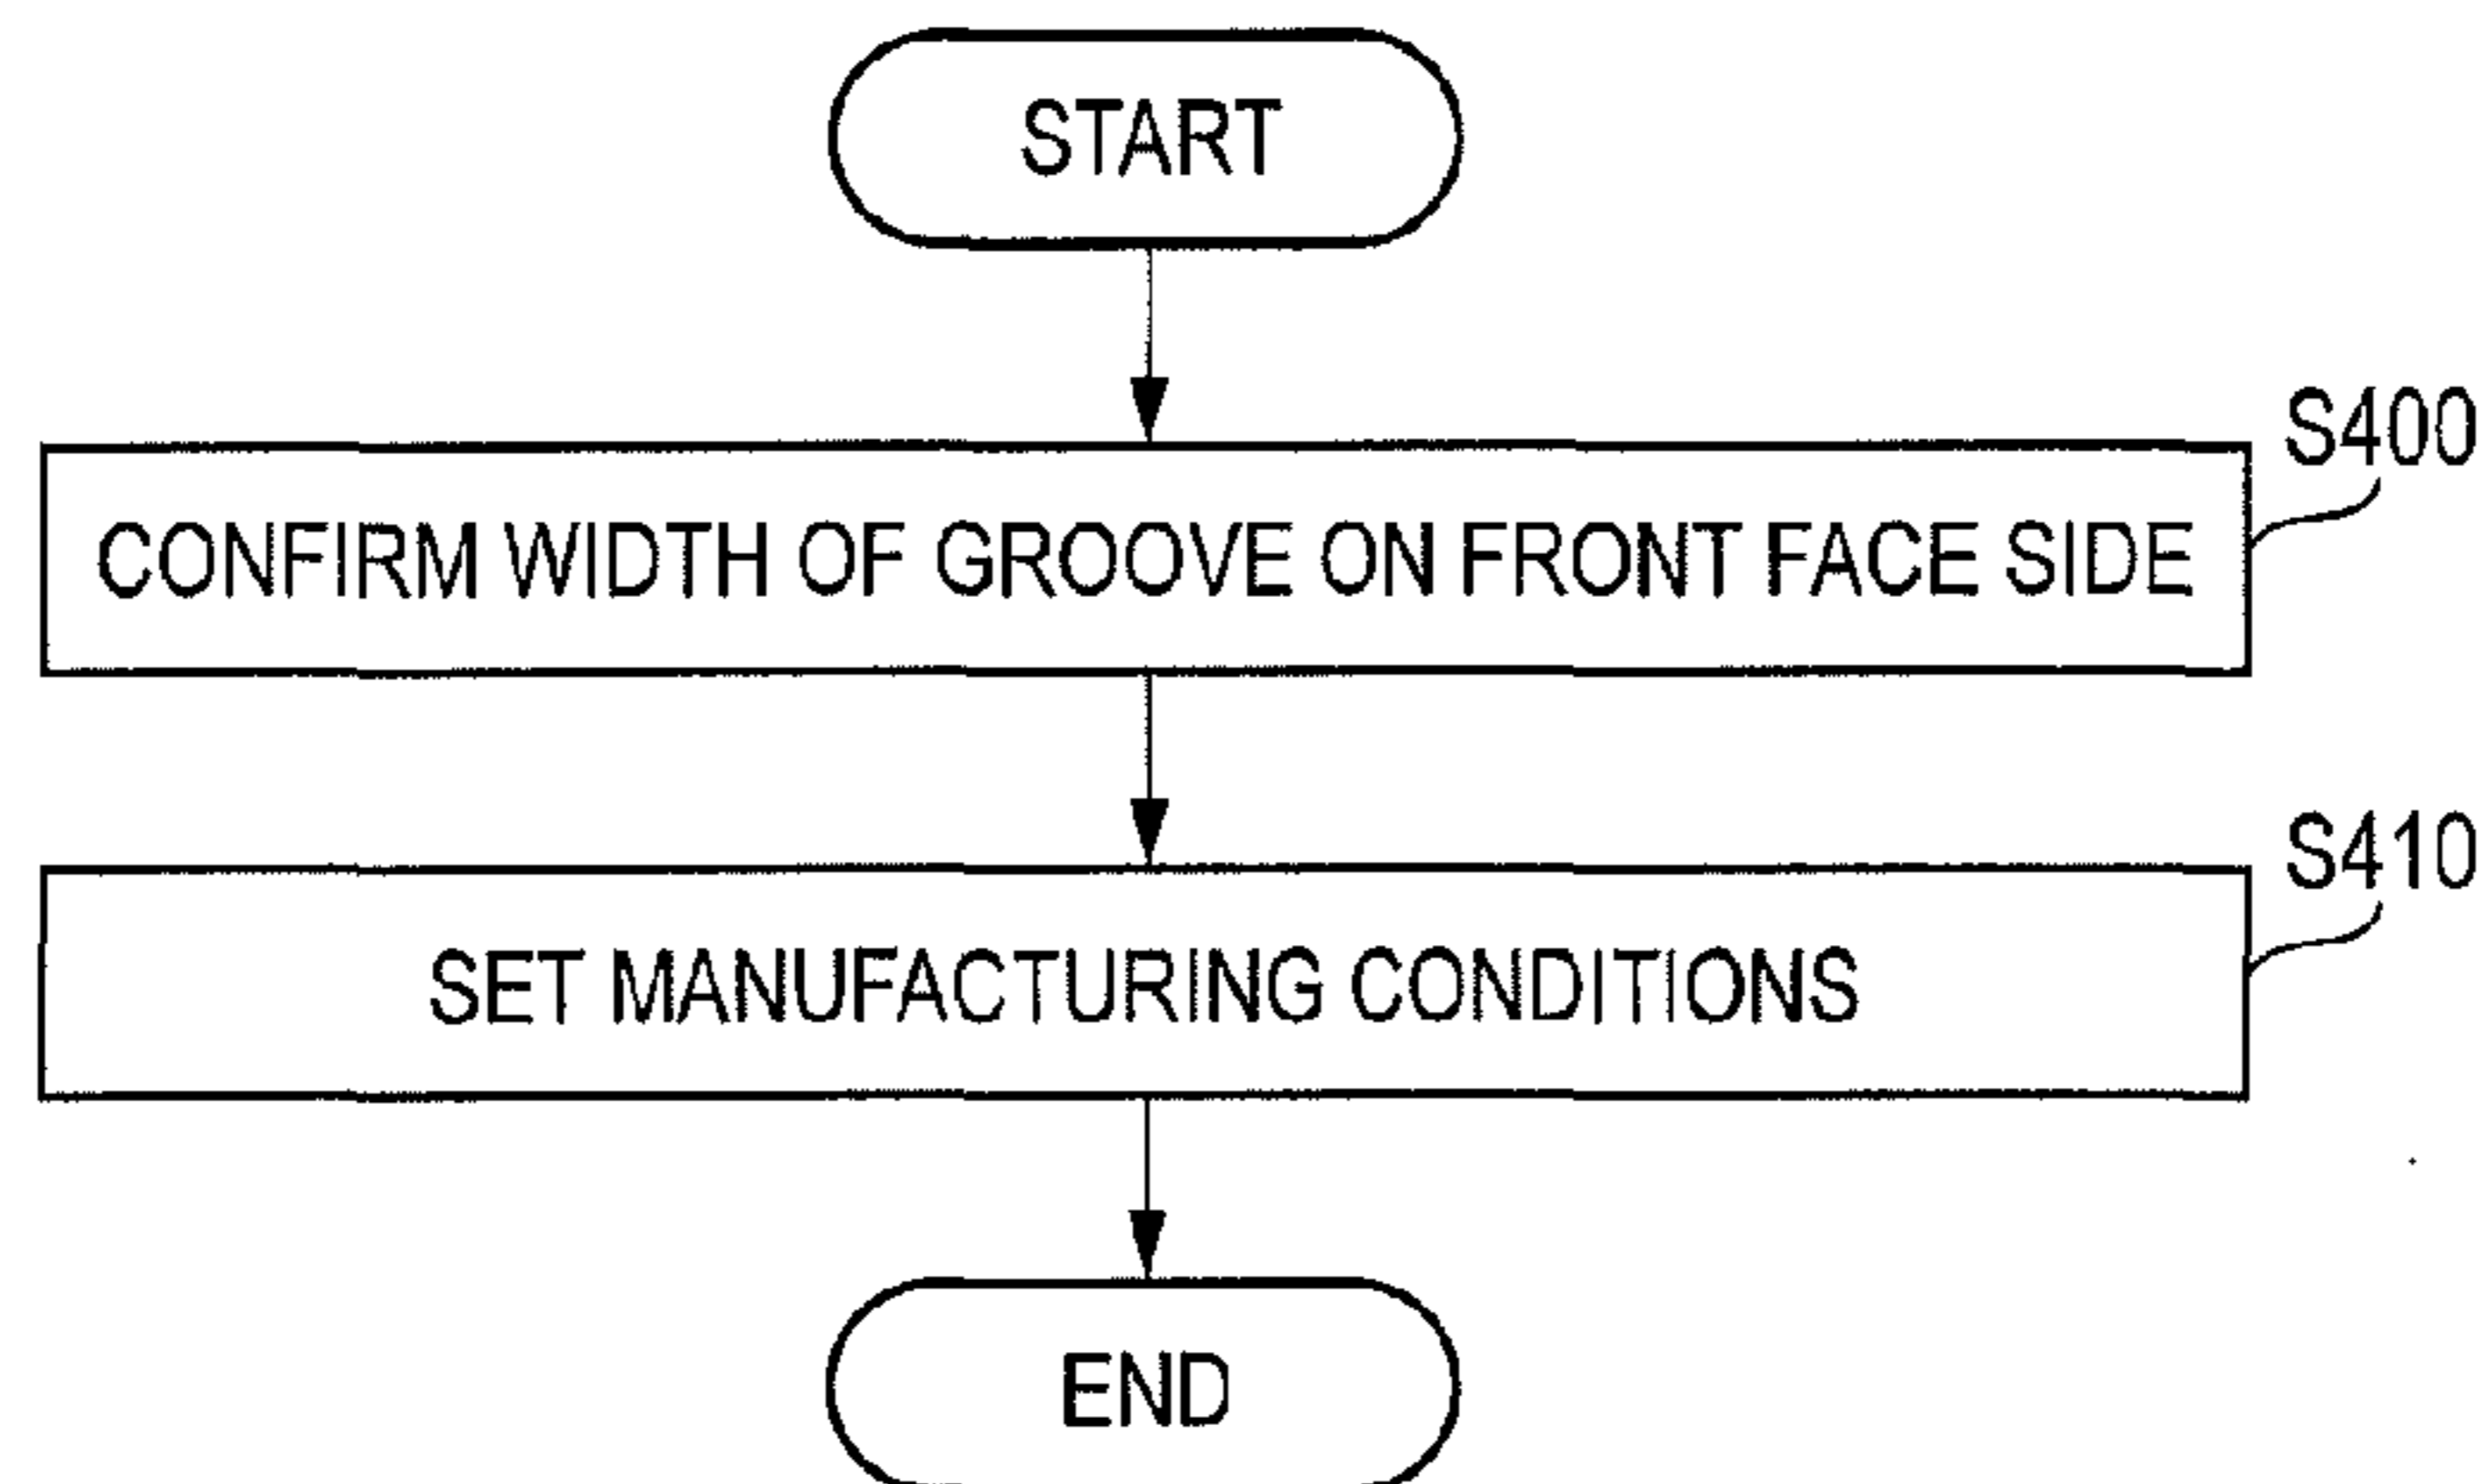 START
S400
CONFIRM WIDTH OF GROOVE ON FRONT FACE SIDE
S410
SET MANUFACTURING CONDITIONS
END